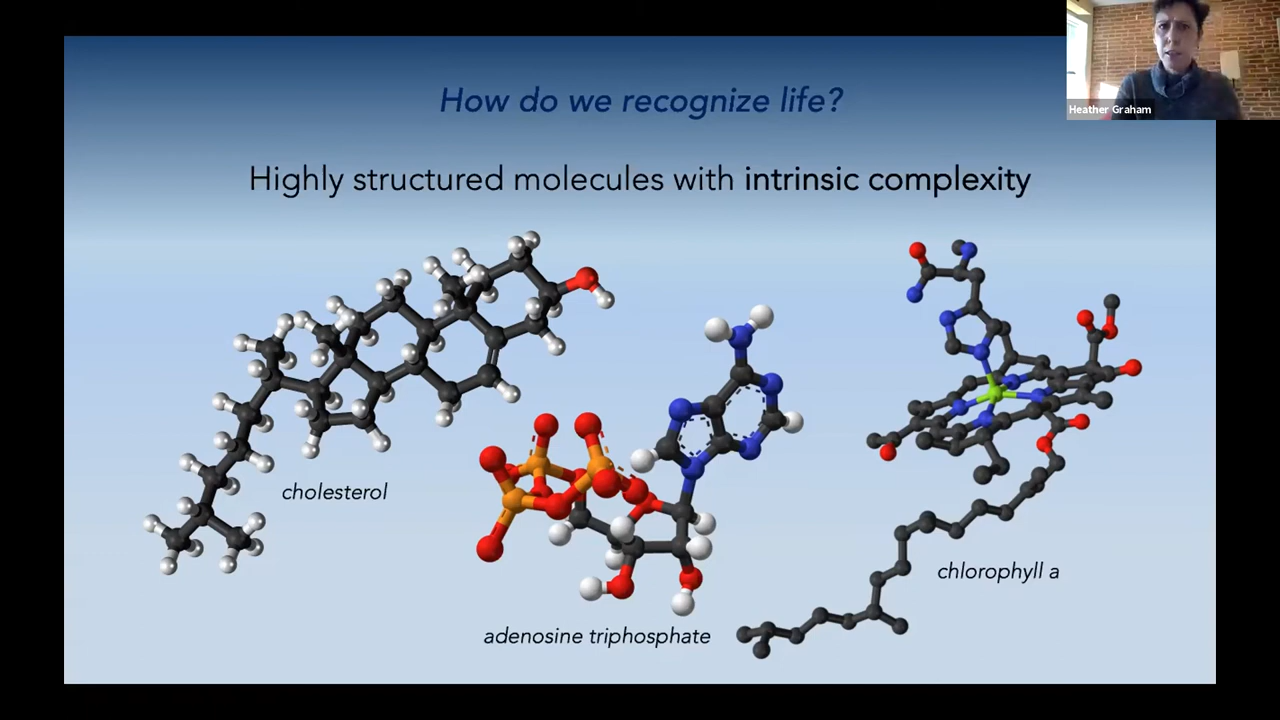 Heather Graham
How do we recognize life?
Highly structured molecules with intrinsic complexity
cholesterol
chlorophyll a
adenosine triphosphate